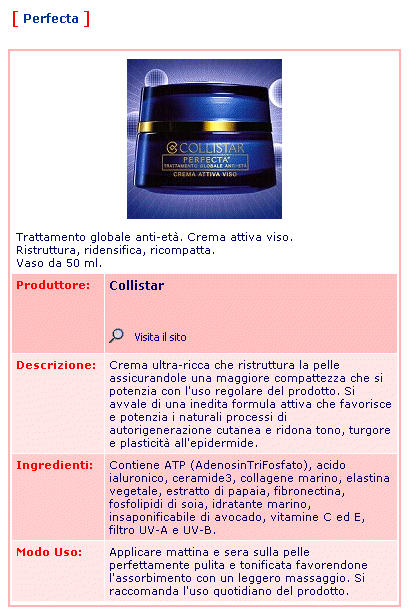 [ Perfecta ]
COLLISTAR
PERFECTA
TRATTAMENTO GLOBALE ANTI-ETÀ
CREMA ATTIVA VISO
Trattamento globale anti-età. Crema attiva viso.
Ristruttura, ridensifica, ricompatta.
Vaso da 50 ml.
Produttore: Collistar
Visita il sito
Descrizione: Crema ultra-ricca che ristruttura la pelle
assicurandole una maggiore compattezza che si
potenzia con l'uso regolare del prodotto. Si
avvale di una inedita formula attiva che favorisce
e potenzia i naturali processi di
autorigenerazione cutanea e ridona tono, turgore
e plasticità all'epidermide.
Ingredienti: Contiene ATP (AdenosinTriFosfato), acido
ialuronico, ceramide3, collagene marino, elastina
vegetale, estratto di papaia, fibronectina,
fosfolipidi di soia, idratante marino,
insaponificabile di avocado, vitamine C ed E,
filtro UV-A e UV-B.
Modo Uso: Applicare mattina e sera sulla pelle
perfettamente pulita e tonificata favorendone
l'assorbimento con un leggero massaggio. Si
raccomanda l'uso quotidiano del prodotto.